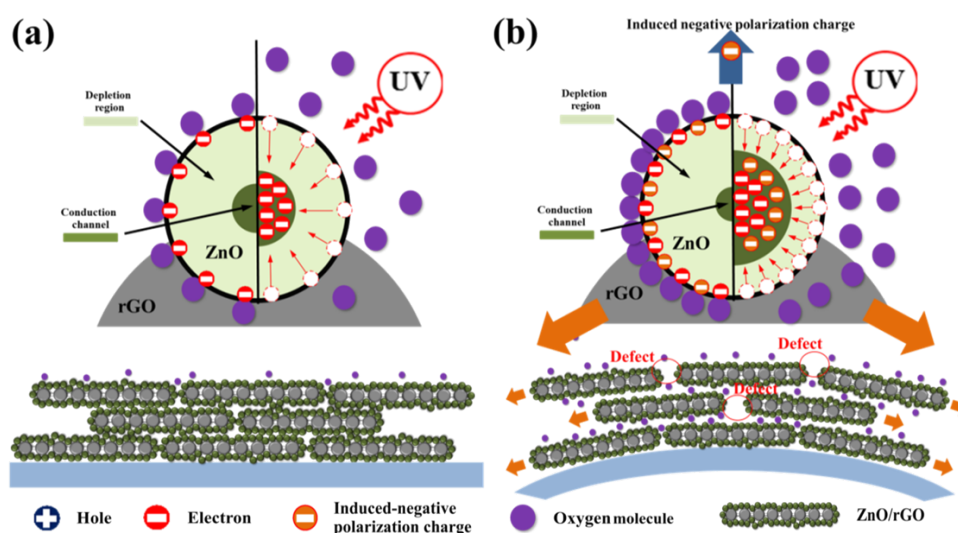 (a)
UV
Depletion
region
Conduction
channel
ZnO
rGO
(b)
Induced negative polarization charge
UV
Depletion
region
Conduction
channel
ZnO
rGO
Defect
Defect
Defect
Hole
Electron
Induced-negative
polarization charge
Oxygen molecule
ZnO/rGO